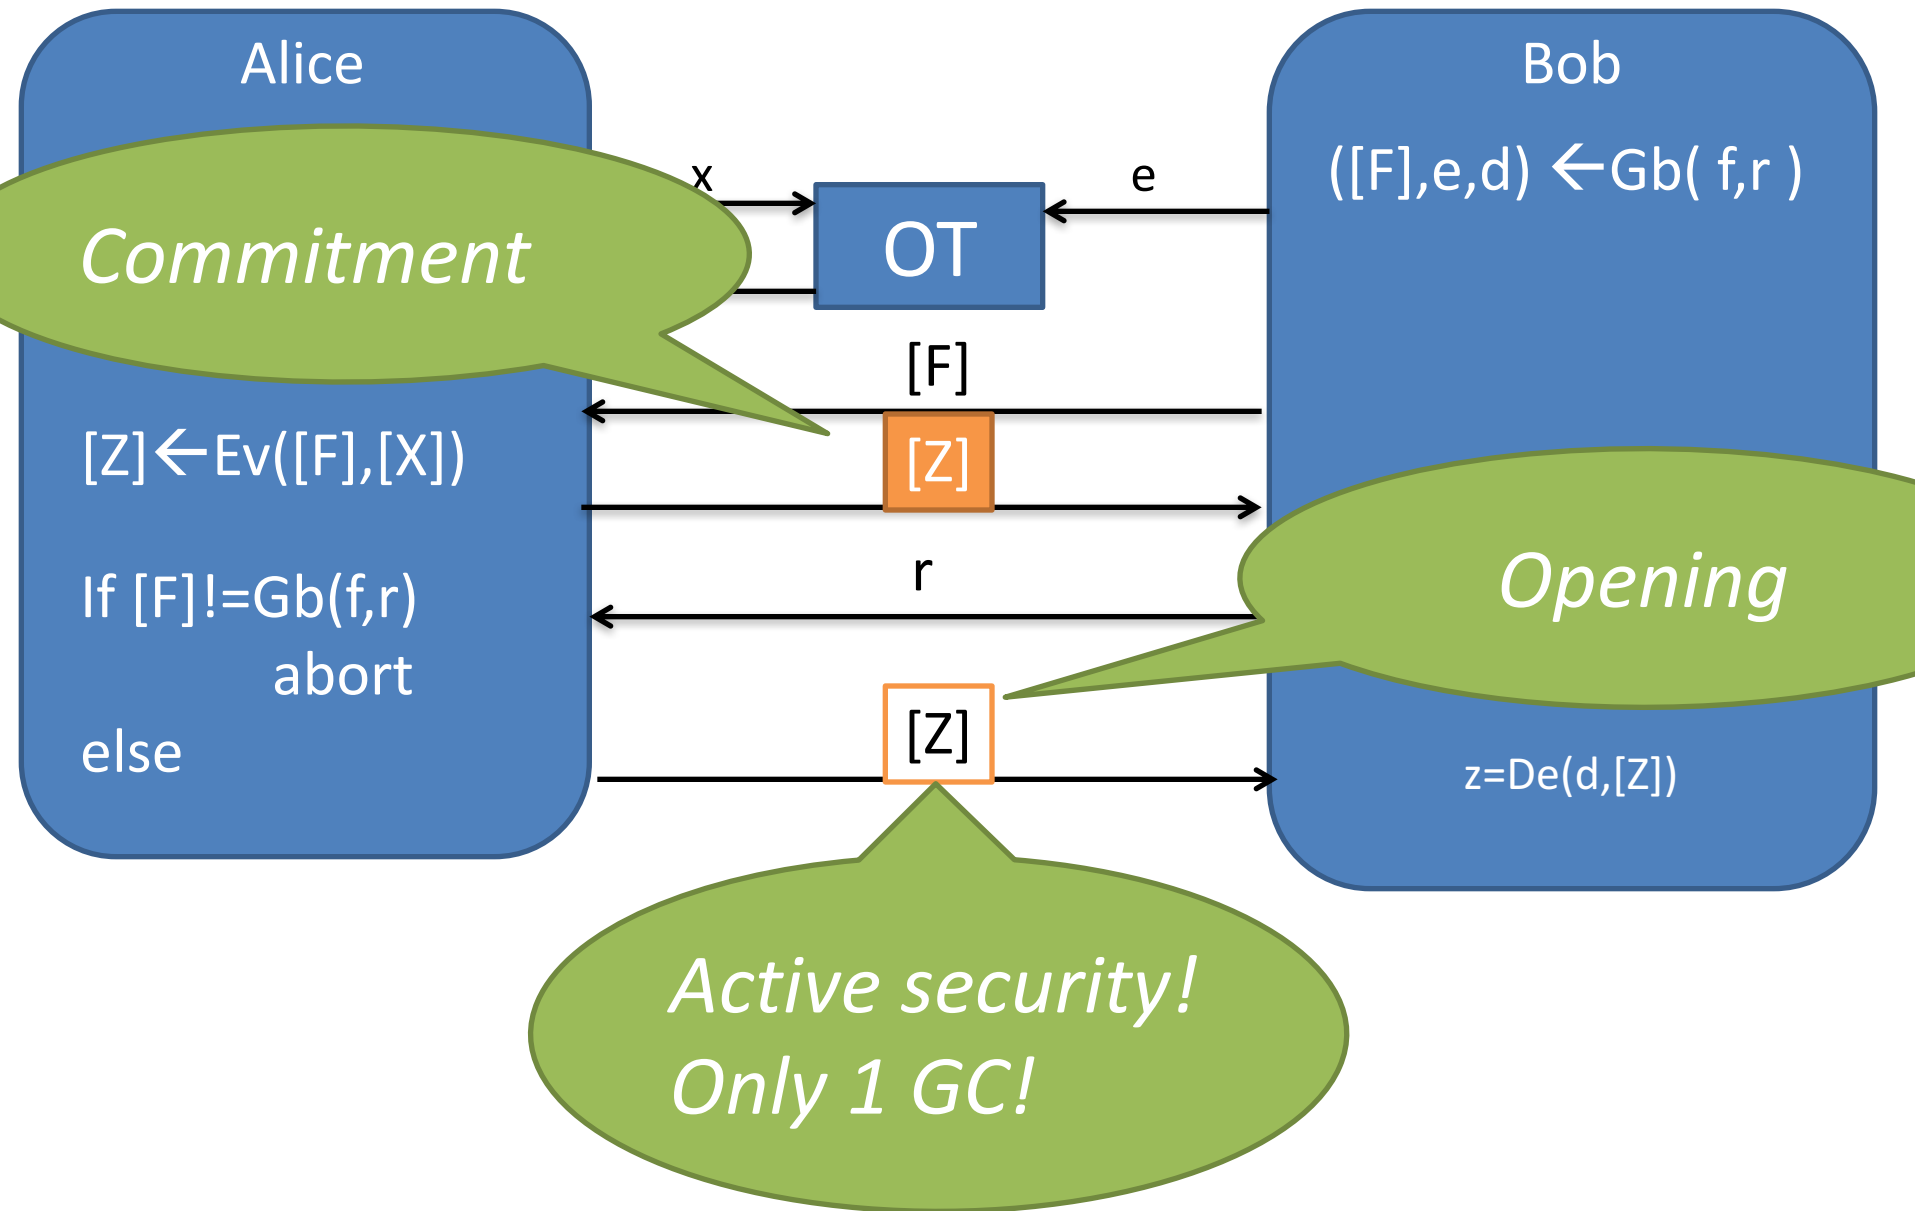 Alice
Bob
x
e
([F],e,d) ←Gb( f,r )
OT
Commitment
[F]
[Z]←Ev([F],[X])
[Z]
r
Opening
If [F]!=Gb(f,r)
abort
[Z]
else
z=De(d,[Z])
Active security!
Only 1 GC!